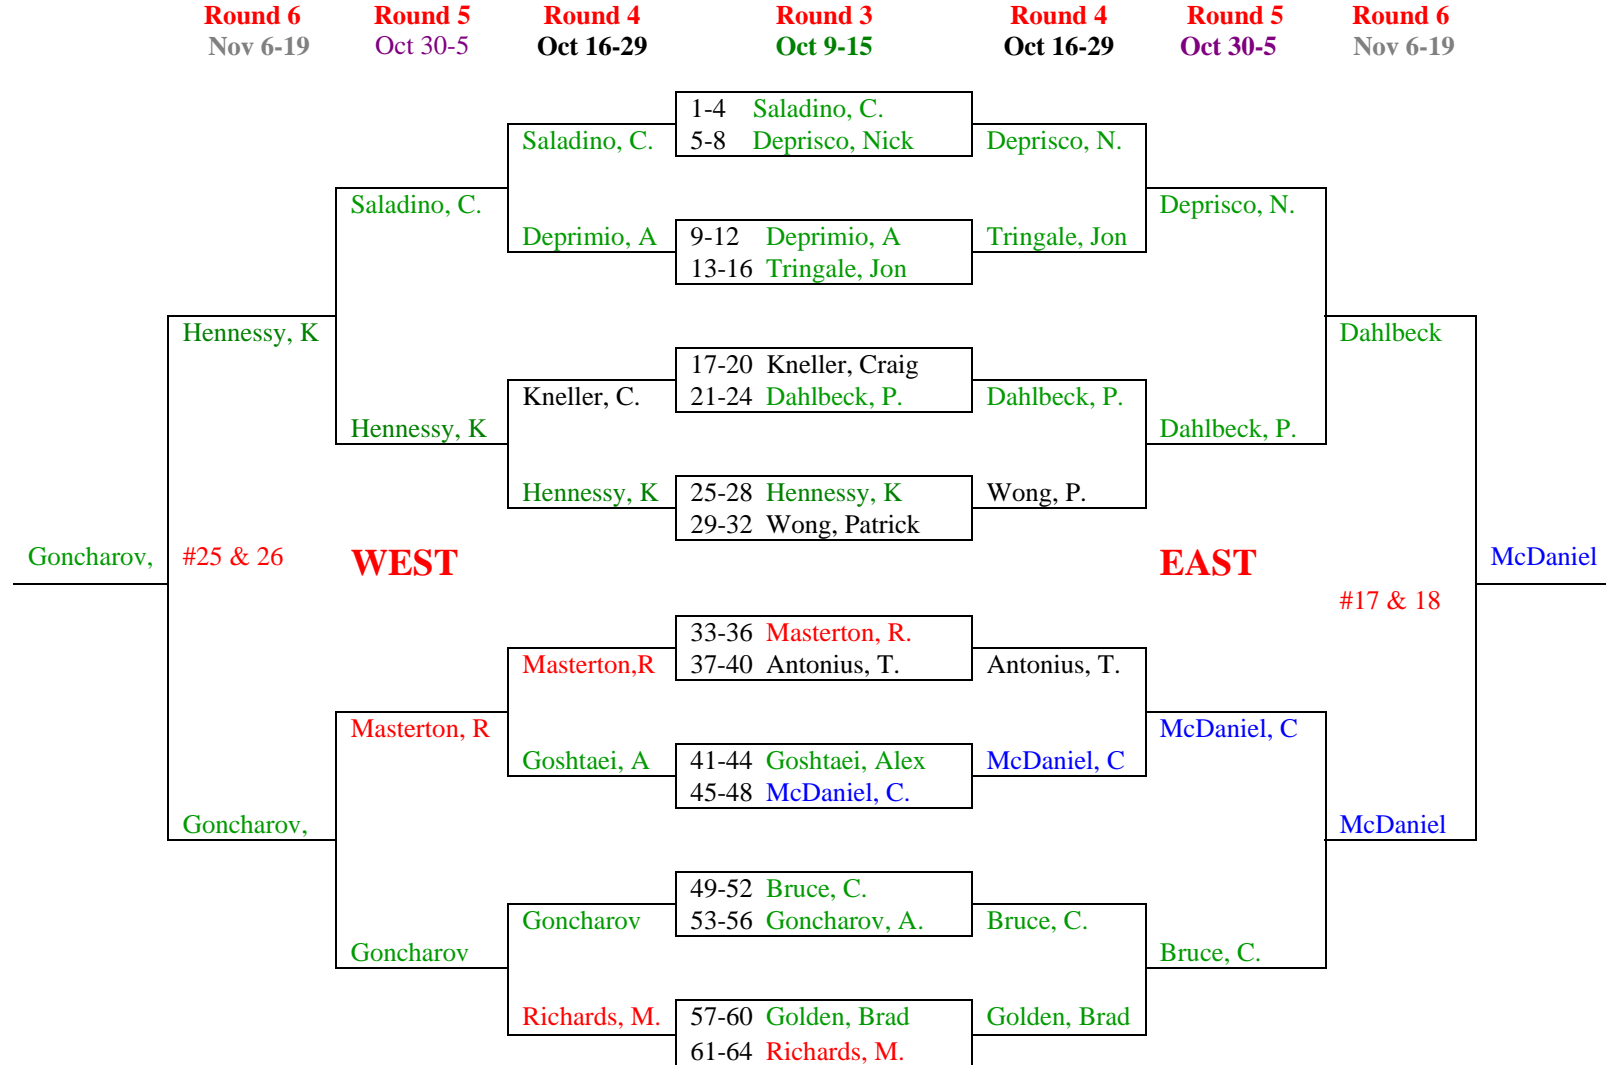 Round 6 Round 5 Round 4 Round 3 Round 4 Round 5 Round 6
Nov 6-19 Oct 30-5 Oct 16-29 Oct 9-15 Oct 16-29 Oct 30-5 Nov 6-19
1-4 Saladino, C.
Saladino, C. 5-8 Deprisco, Nick Deprisco, N.
Saladino, C. Deprisco, N.
Deprimio, A 9-12 Deprimio, A Tringale, Jon
13-16 Tringale, Jon
Hennessy, K Dahlbeck
17-20 Kneller, Craig
Kneller, C. 21-24 Dahlbeck, P. Dahlbeck, P.
Hennessy, K Dahlbeck, P.
Hennessy, K 25-28 Hennessy, K Wong, P.
29-32 Wong, Patrick
Goncharov, #25 & 26 WEST EAST McDaniel
#17 & 18
33-36 Masterton, R.
Masterton,R 37-40 Antonius, T. Antonius, T.
Masterton, R McDaniel, C
Goshtaei, A 41-44 Goshtaei, Alex McDaniel, C
45-48 McDaniel, C.
Goncharov, McDaniel
49-52 Bruce, C.
Goncharov 53-56 Goncharov, A. Bruce, C.
Goncharov Bruce, C.
Richards, M. 57-60 Golden, Brad Golden, Brad
61-64 Richards, M.